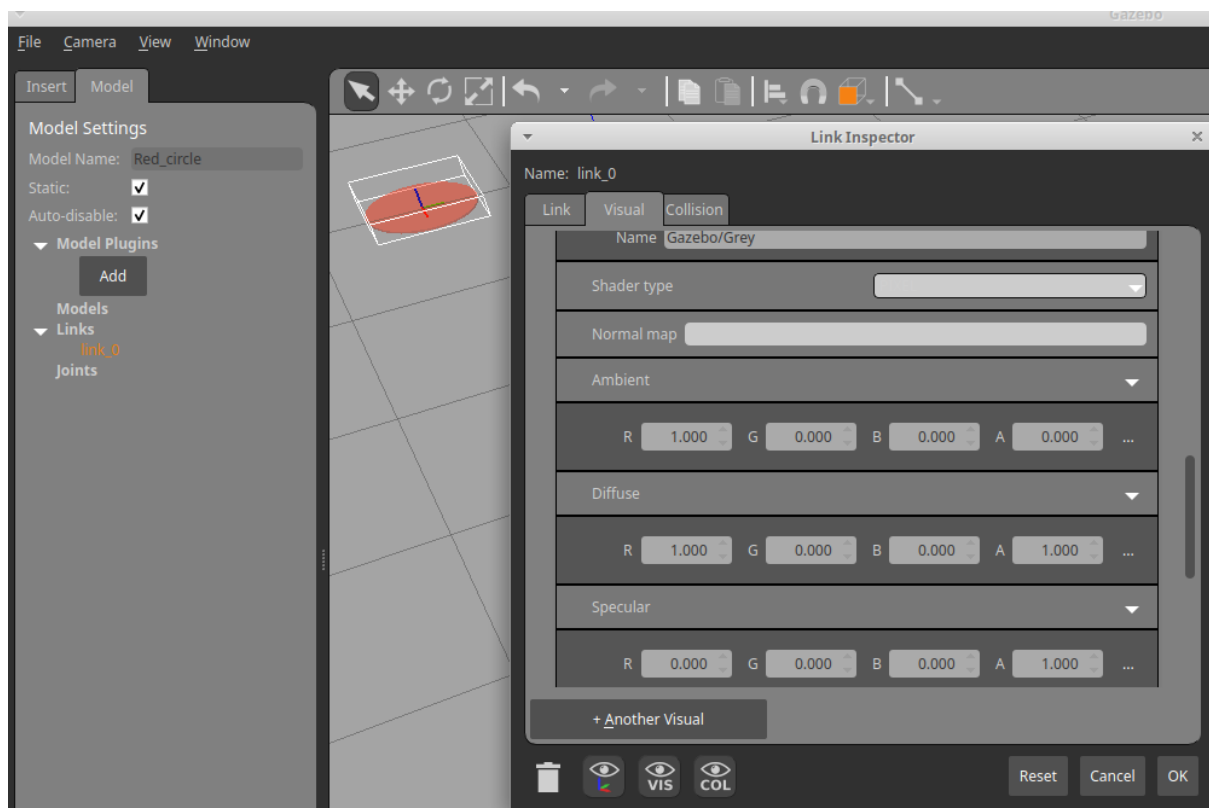 Gazebo
File Camera View Window
Insert Model
Model Settings
Model Name: Red_circle
Static:
Auto-disable:
Model Plugins
Add
Models
Links
link_0
Joints
Link Inspector
Name: link_0
Link Visual Collision
Name Gazebo/Grey
Shader type
Normal map
Ambient
R 1.000 G 0.000 B 0.000 A 0.000 ...
Diffuse
R 1.000 G 0.000 B 0.000 A 1.000 ...
Specular
R 0.000 G 0.000 B 0.000 A 1.000 ...
+ Another Visual
VIS COL
Reset Cancel OK